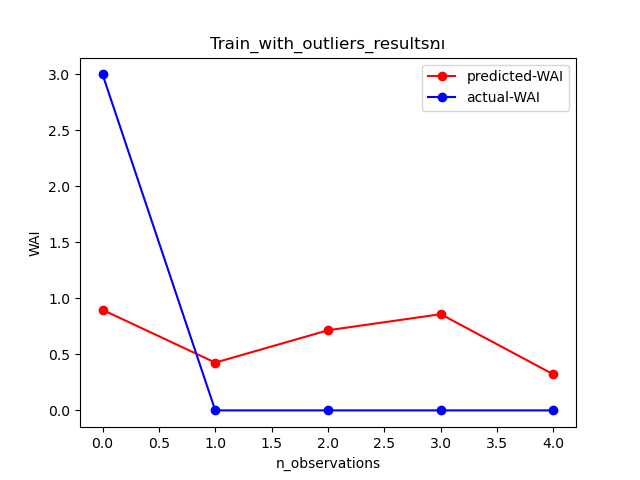 Train_with_outliers_resultsמו
predicted-WAI
actual-WAI
WAI
3.0
2.5
2.0
1.5
1.0
0.5
0.0
0.0 0.5 1.0 1.5 2.0 2.5 3.0 3.5 4.0
n_observations